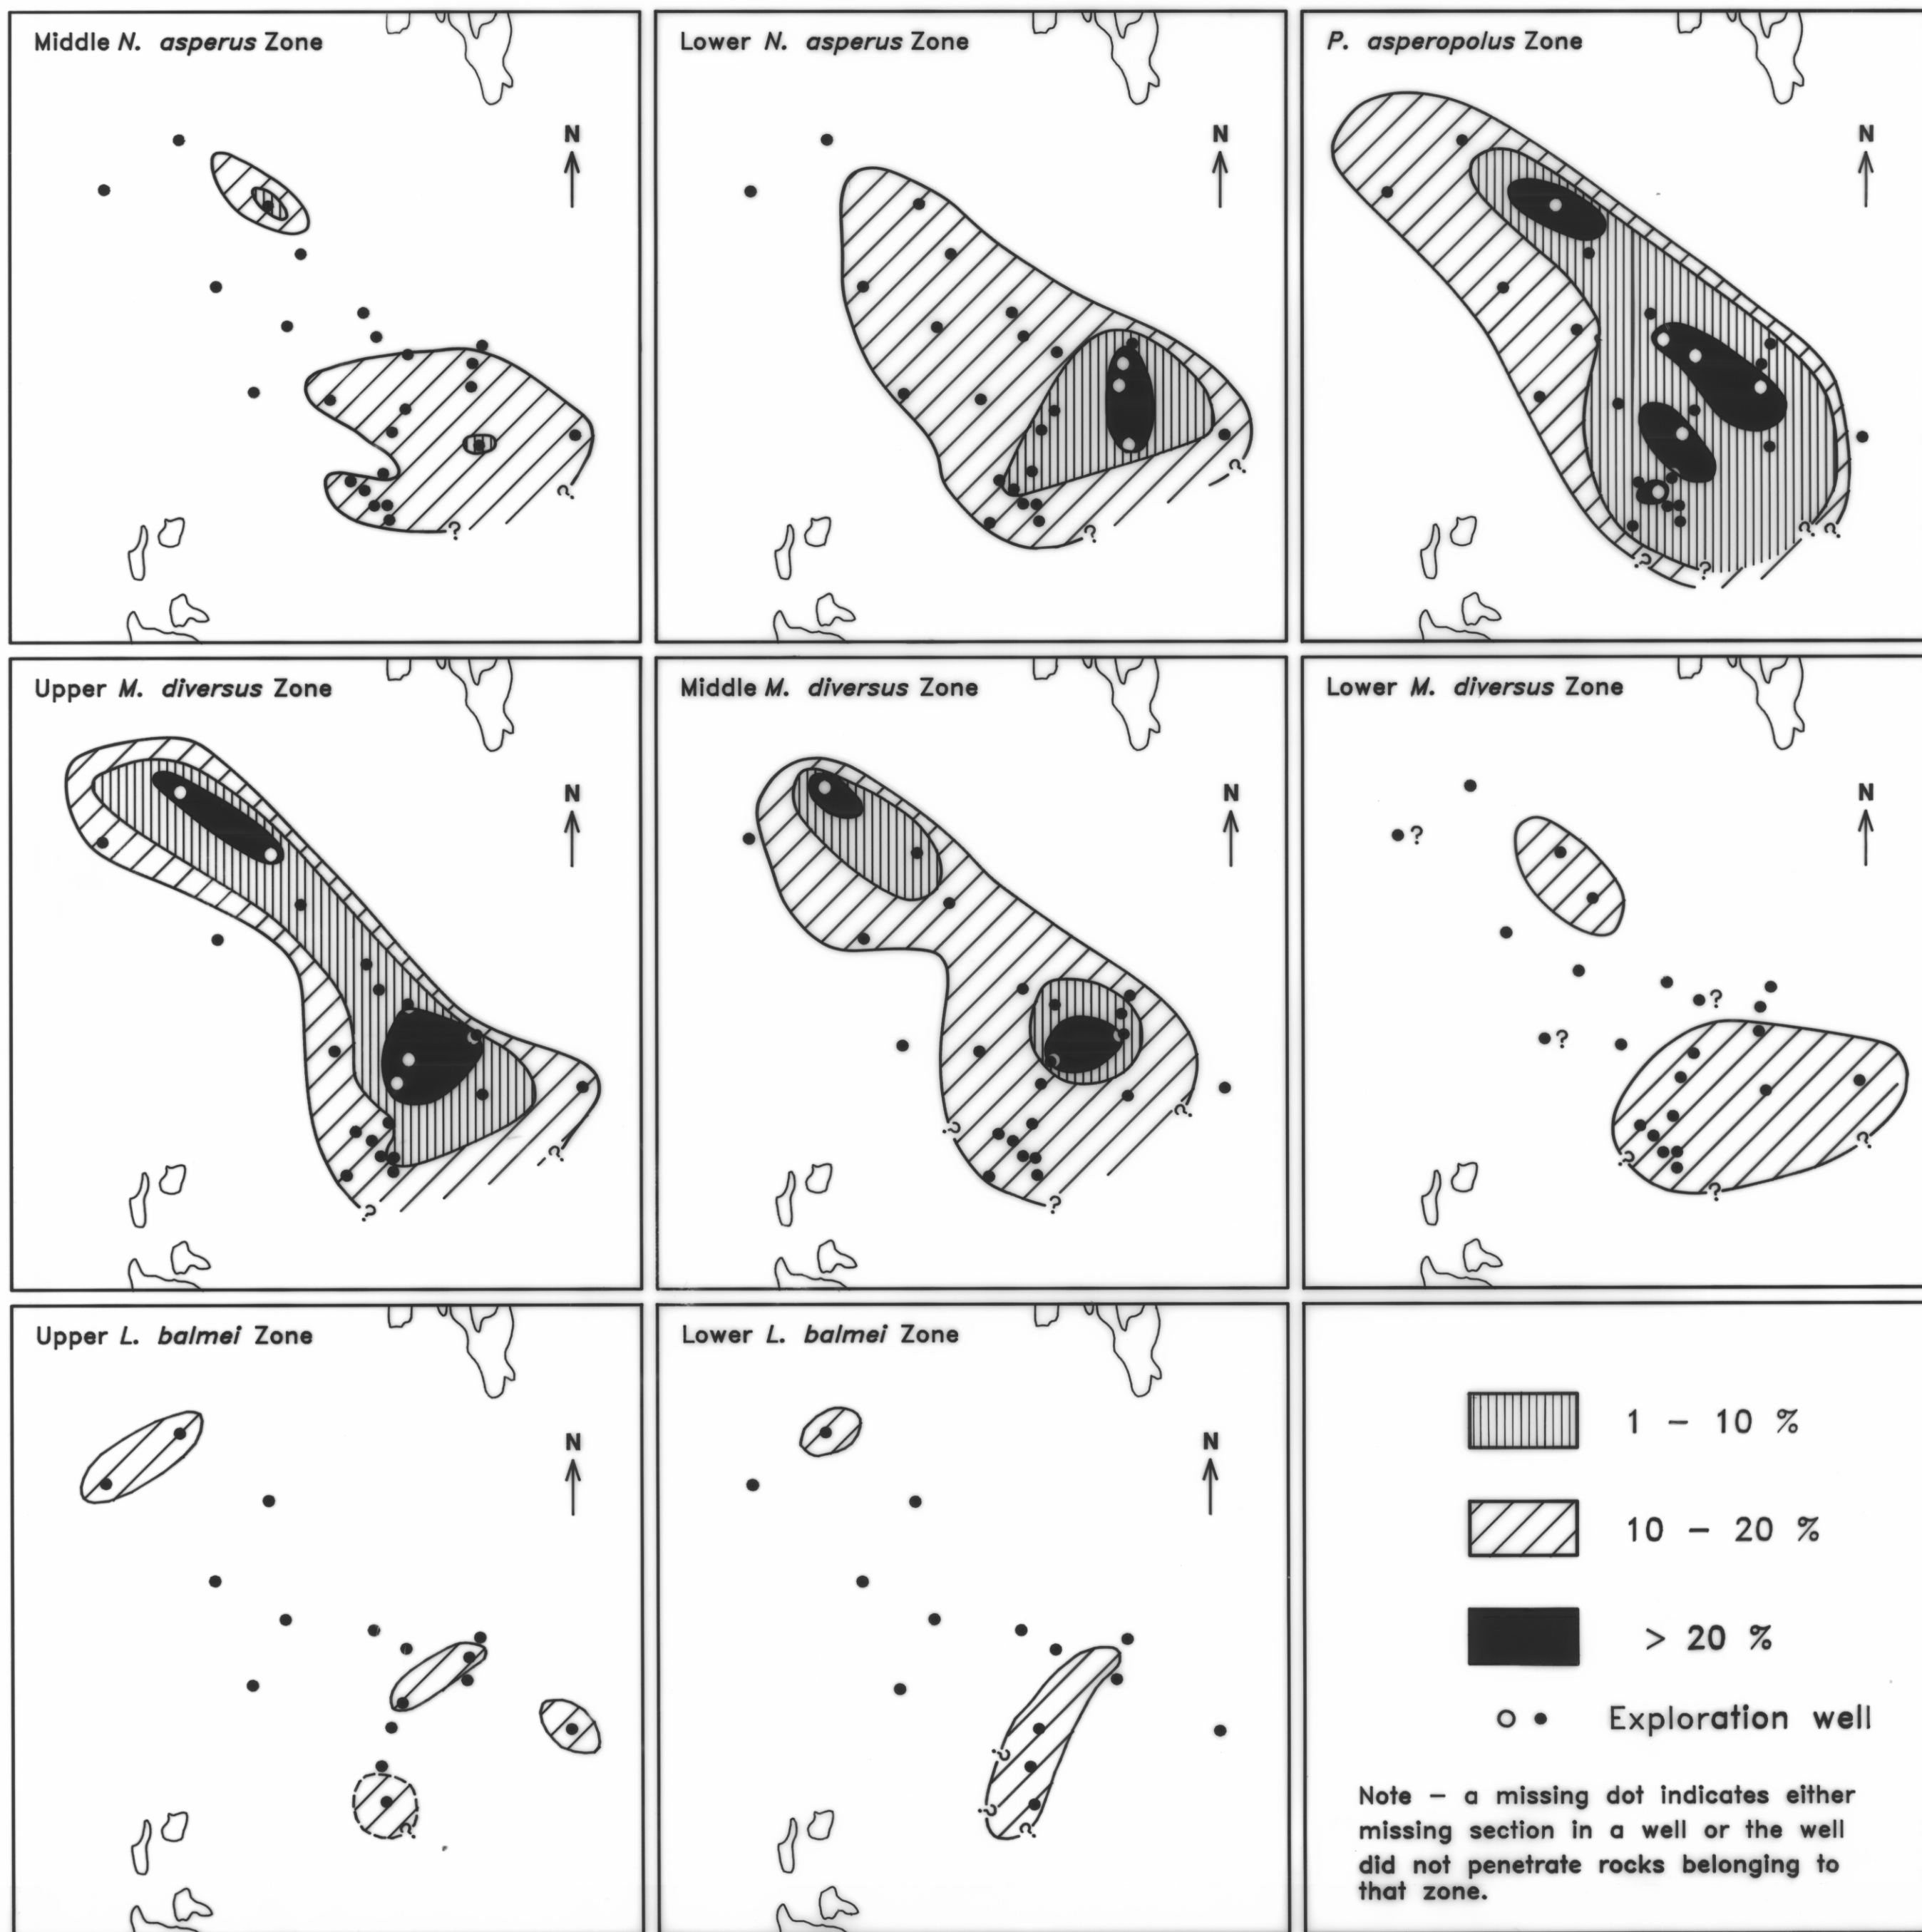 Middle N. asperus Zone
N
?
?
Lower N. asperus Zone
N
?
?
P. asperopolus Zone
N
? ?
?
?
Upper M. diversus Zone
N
?
?
Middle M. diversus Zone
N
?
?
?
Lower M. diversus Zone
N
?
?
?
?
?
?
Upper L. balmei Zone
N
?
Lower L. balmei Zone
N
?
?
?
1 – 10 %
10 – 20 %
> 20 %
Exploration well
Note – a missing dot indicates either
missing section in a well or the well
did not penetrate rocks belonging to
that zone.